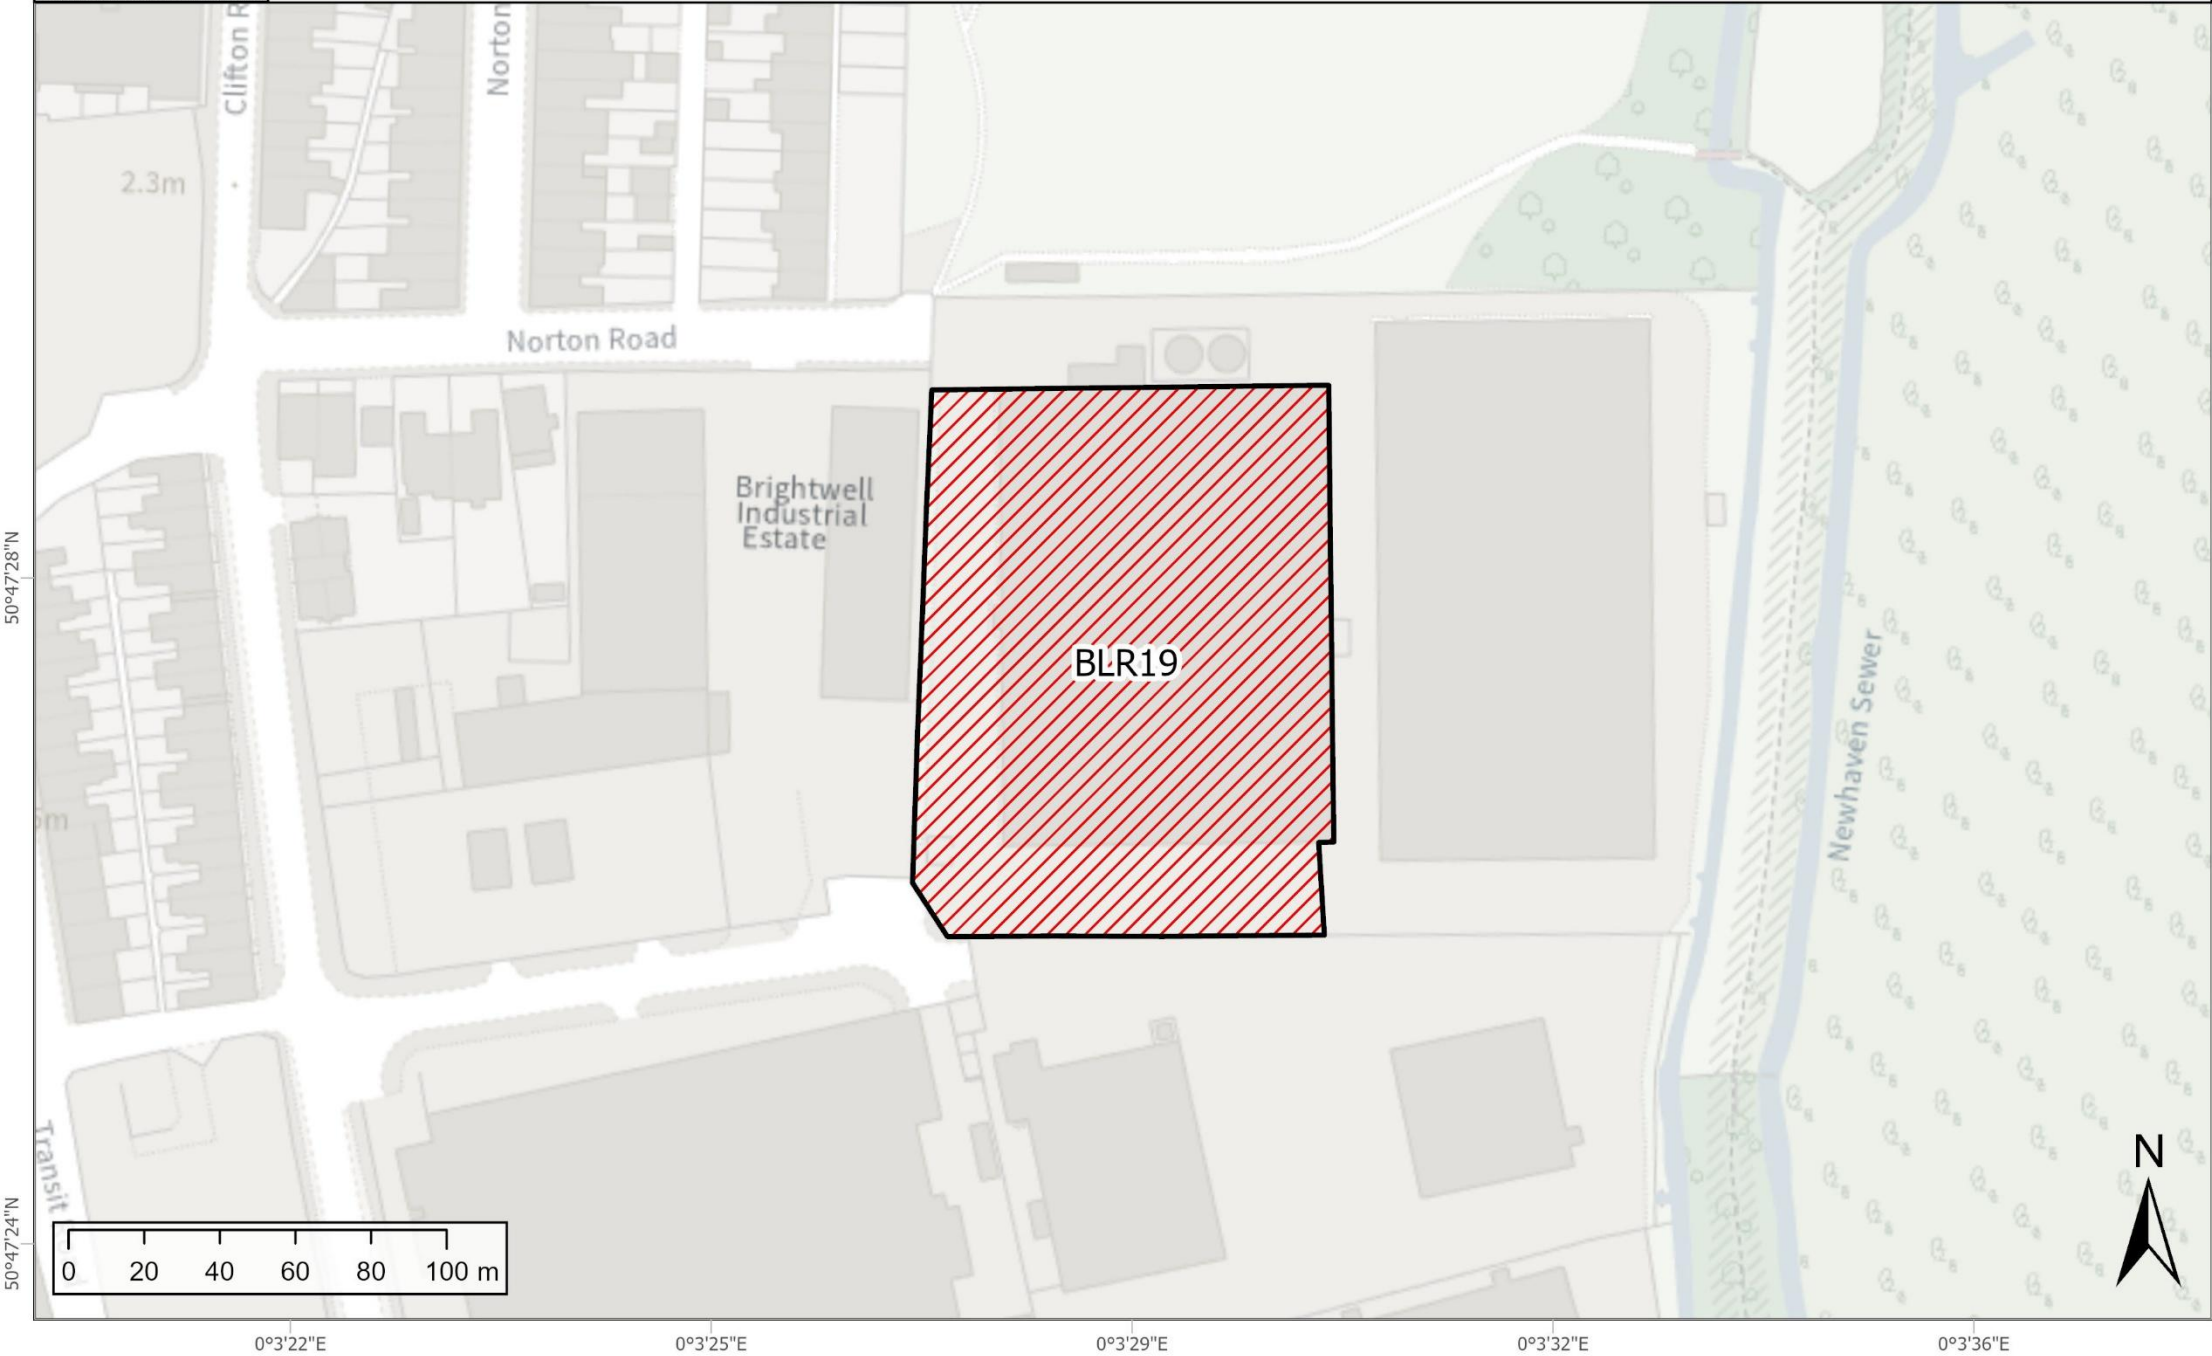 Clifton R
Norton
2.3m
Norton Road
Brightwell
Industrial
Estate
BLR19
50°47'28"N
Newhaven Sewer
N
Transit
50°47'24"N
0 20 40 60 80 100 m
0°3'22"E 0°3'25"E 0°3'29"E 0°3'32"E 0°3'36"E